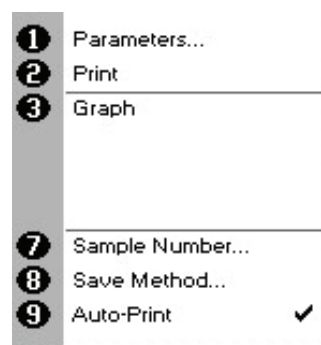 1 Parameters...
2 Print
3 Graph
7 Sample Number...
8 Save Method...
9 Auto-Print ✔